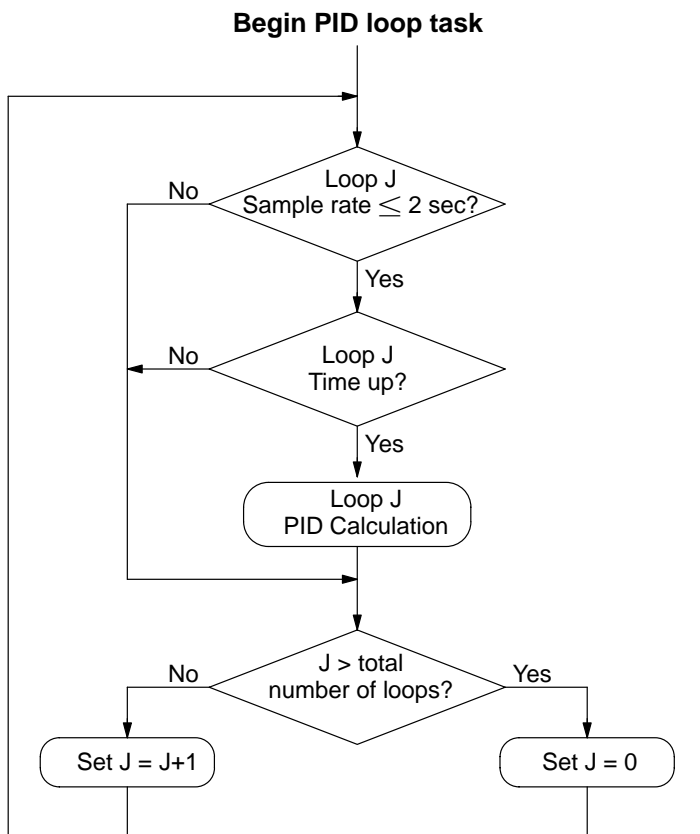 Begin PID loop task
No
Loop J
Sample rate ≤ 2 sec?
Yes
No
Loop J
Time up?
Yes
Loop J
PID Calculation
No
J > total
number of loops?
Yes
Set J = J+1
Set J = 0